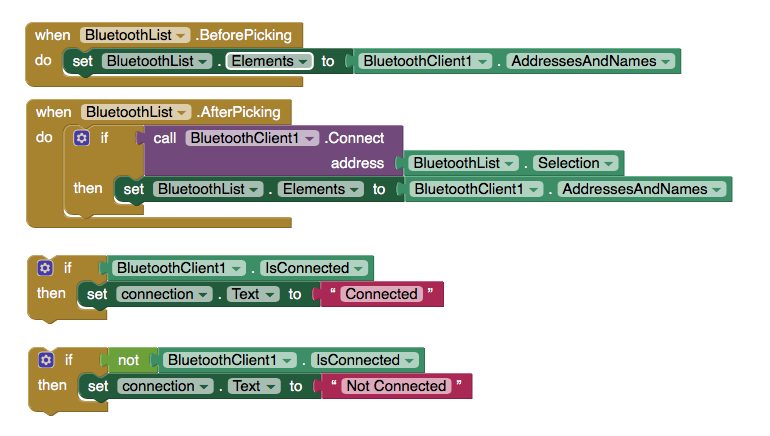 when BluetoothList .BeforePicking
do set BluetoothList . Elements to BluetoothClient1 . AddressesAndNames
when BluetoothList .AfterPicking
do if call BluetoothClient1 .Connect
address BluetoothList . Selection
then set BluetoothList . Elements to BluetoothClient1 . AddressesAndNames
if BluetoothClient1 . IsConnected
then set connection . Text to “ Connected ”
if not BluetoothClient1 . IsConnected
then set connection . Text to “ Not Connected ”